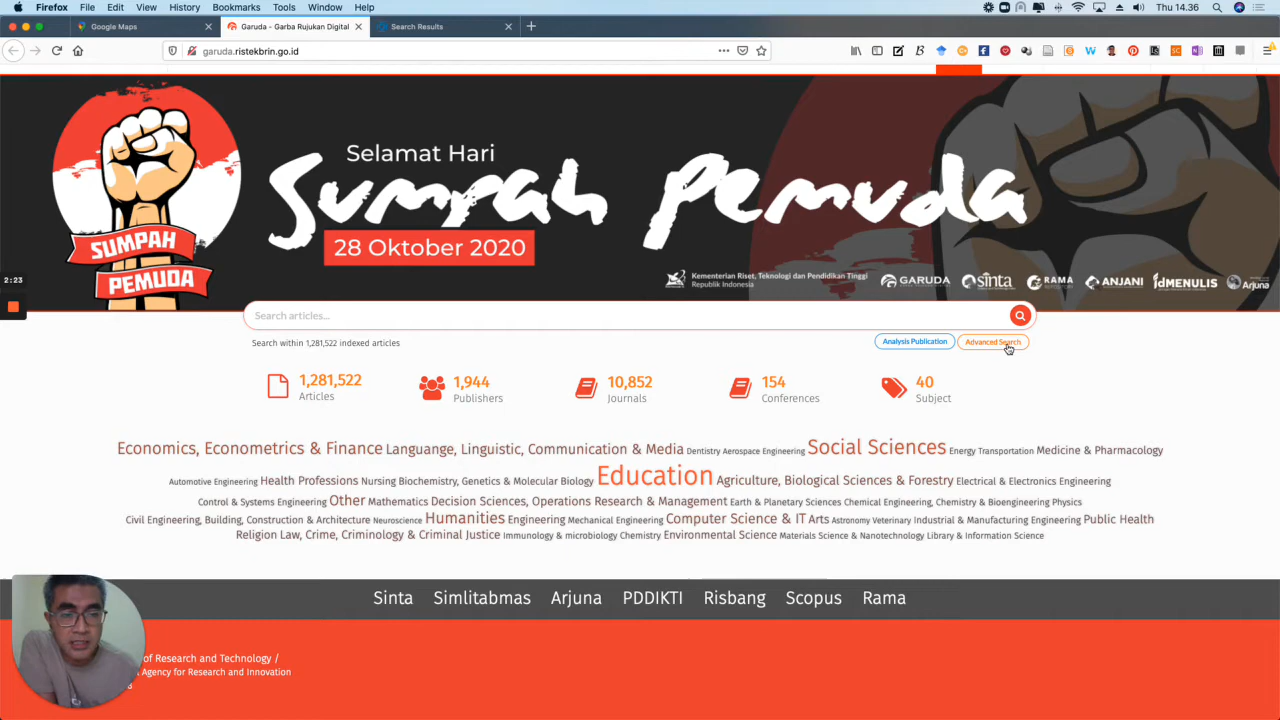 Firefox File Edit View History Bookmarks Tools Window Help
Thu 14.36
Google Maps
Garuda - Garba Rujukan Digital
Search Results
garuda.ristekbrin.go.id
Selamat Hari
Sumpah Pemuda
28 Oktober 2020
SUMPAH
PEMUDA
Kementerian Riset, Teknologi dan Pendidikan Tinggi
Republik Indonesia
GARUDA
sinta
RAMA
ANJANI
idMENULIS
Arjuna
2:23
Search articles...
Search within 1,281,522 indexed articles
Analysis Publication
Advanced Search
1,281,522
Articles
1,944
Publishers
10,852
Journals
154
Conferences
40
Subject
Economics, Econometrics & Finance Languange, Linguistic, Communication & Media Dentistry Aerospace Engineering Social Sciences Energy Transportation Medicine & Pharmacology
Automotive Engineering Health Professions Nursing Biochemistry, Genetics & Molecular Biology Education Agriculture, Biological Sciences & Forestry Electrical & Electronics Engineering
Control & Systems Engineering Other Mathematics Decision Sciences, Operations Research & Management Earth & Planetary Sciences Chemical Engineering, Chemistry & Bioengineering Physics
Civil Engineering, Building, Construction & Architecture Neuroscience Humanities Engineering Mechanical Engineering Computer Science & IT Arts Astronomy Veterinary Industrial & Manufacturing Engineering Public Health
Religion Law, Crime, Criminology & Criminal Justice Immunology & microbiology Chemistry Environmental Science Materials Science & Nanotechnology Library & Information Science
Sinta Simlitabmas Arjuna PDDIKTI Risbang Scopus Rama
of Research and Technology /
Agency for Research and Innovation